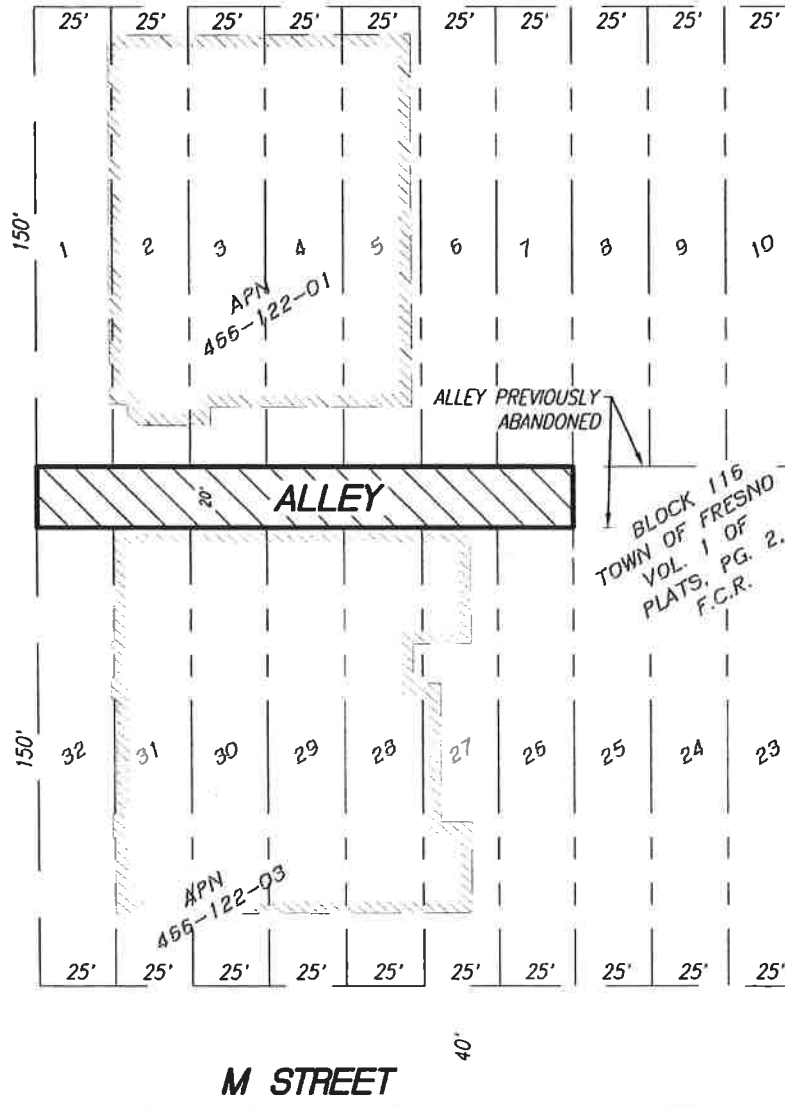 25' 25' 25' 25' 25' 25' 25' 25' 25' 25'
150'
1 2 3 4 5 6 7 8 9 10
APN
466-122-01
ALLEY PREVIOUSLY
ABANDONED
20'
ALLEY
BLOCK 116
TOWN OF FRESNO
VOL. 1 OF
PLATS, PG. 2,
F.C.R.
150'
32 31 30 29 28 27 26 25 24 23
APN
466-122-03
25' 25' 25' 25' 25' 25' 25' 25' 25' 25'
40'
M STREET